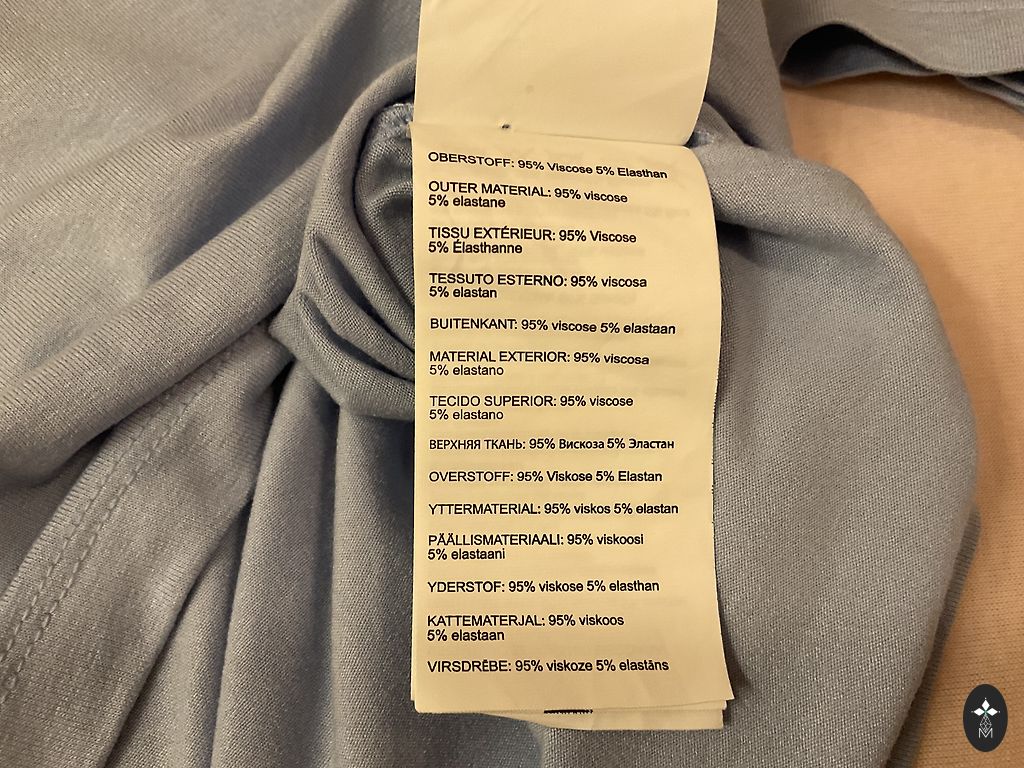 OBERSTOFF: 95% Viscose 5% Elasthan
OUTER MATERIAL: 95% viscose
5% elastane
TISSU EXTÉRIEUR: 95% Viscose
5% Élasthanne
TESSUTO ESTERNO: 95% viscosa
5% elastan
BUITENKANT: 95% viscose 5% elastaan
MATERIAL EXTERIOR: 95% viscosa
5% elastano
TECIDO SUPERIOR: 95% viscose
5% elastano
ВЕРХНЯЯ ТКАНЬ: 95% Вискоза 5% Эластан
OVERSTOFF: 95% Viskose 5% Elastan
YTTERMATERIAL: 95% viskos 5% elastan
PÄÄLLISMATERIAALI: 95% viskoosi
5% elastaani
YDERSTOF: 95% viskose 5% elasthan
KATTEMATERJAL: 95% viskoos
5% elastaan
VIRSDRĒBE: 95% viskoze 5% elastāns
M